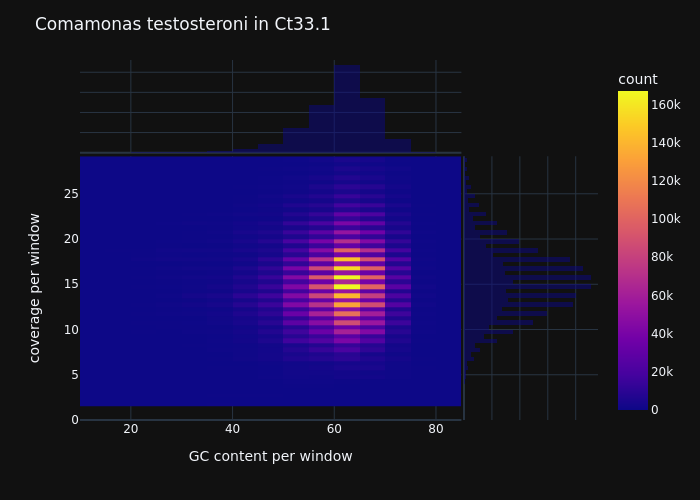 Comamonas testosteroni in Ct33.1
count
160k
140k
120k
100k
80k
60k
40k
20k
0
coverage per window
25
20
15
10
5
0
20
40
60
80
GC content per window